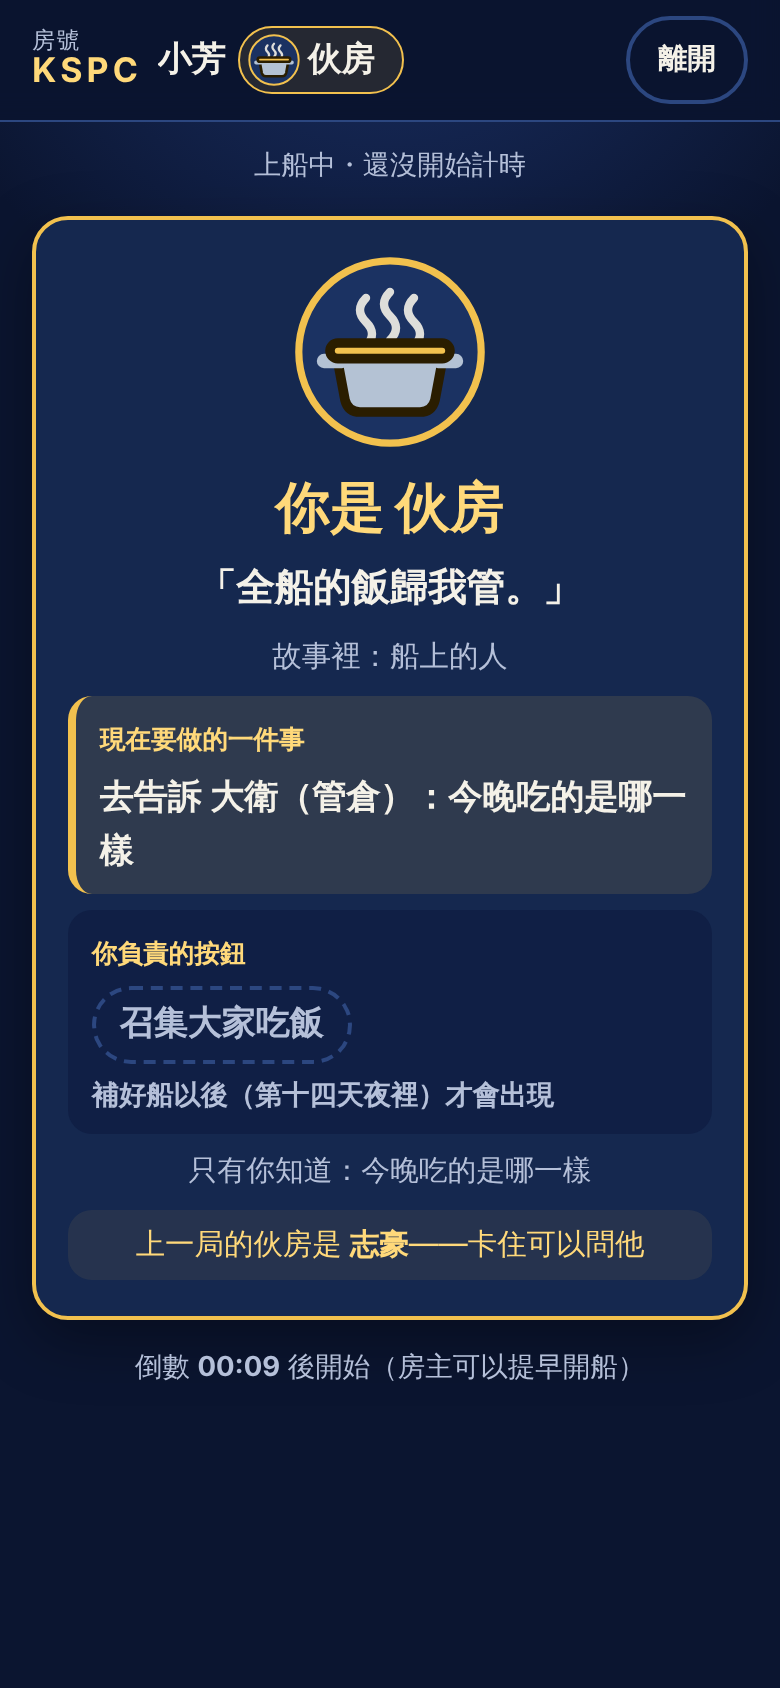 房號
KSPC
小芳
伙房
離開
上船中・還沒開始計時
你是 伙房
「全船的飯歸我管。」
故事裡：船上的人
現在要做的一件事
去告訴 大衛（管倉）：今晚吃的是哪一
樣
你負責的按鈕
召集大家吃飯
補好船以後（第十四天夜裡）才會出現
只有你知道：今晚吃的是哪一樣
上一局的伙房是 志豪——卡住可以問他
倒數 00:09 後開始（房主可以提早開船）